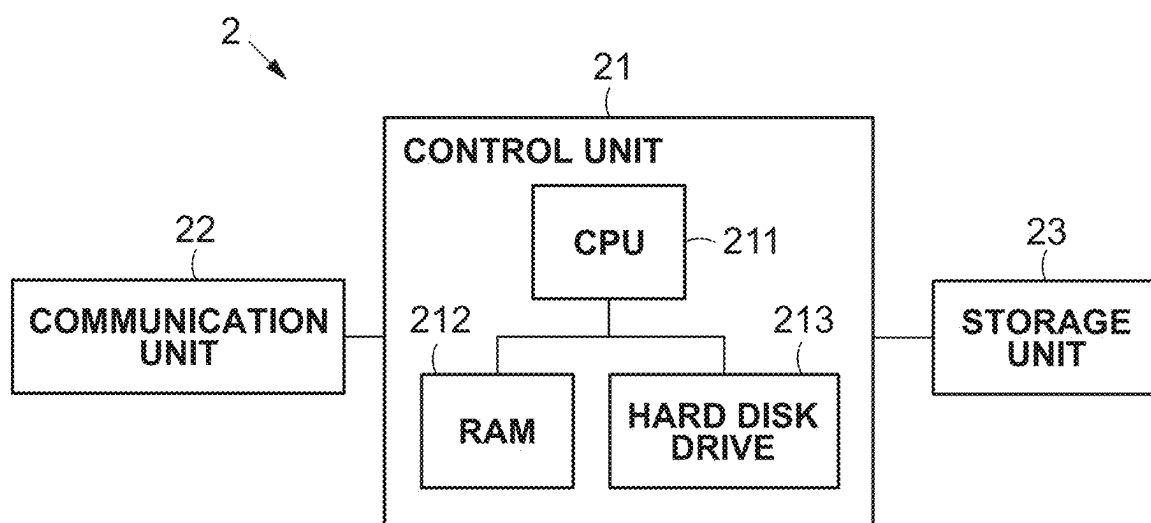 2
21
CONTROL UNIT
CPU
211
22
COMMUNICATION
UNIT
212
RAM
213
HARD DISK
DRIVE
23
STORAGE
UNIT